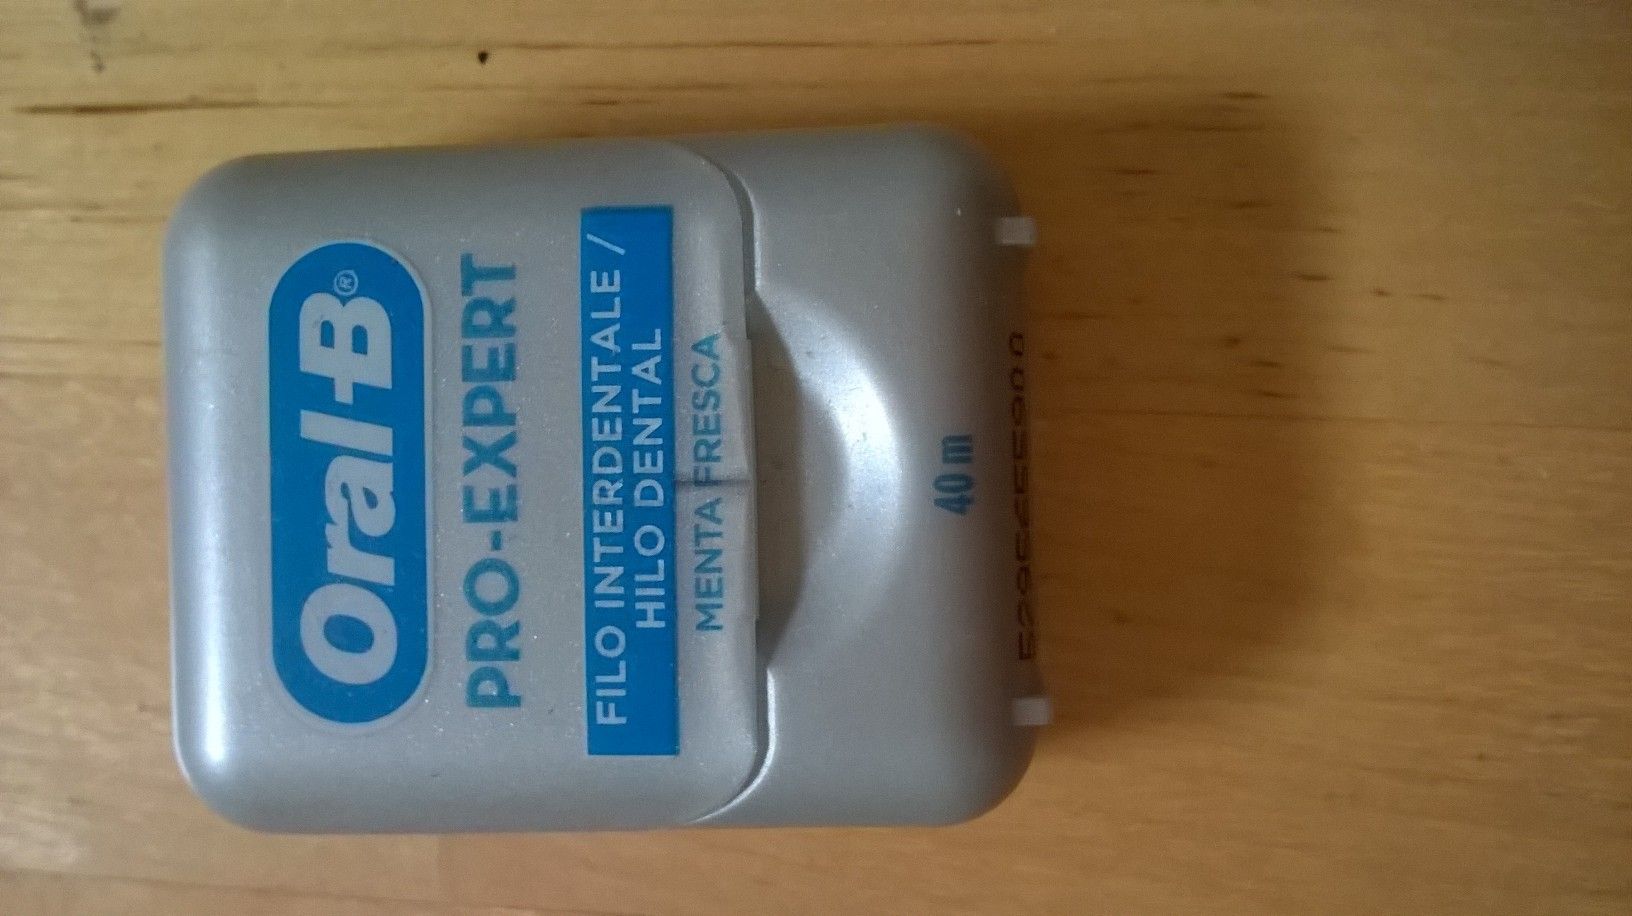 Oral-B®
PRO-EXPERT
FILO INTERDENTALE /
HILO DENTAL
MENTA FRESCA
40 m